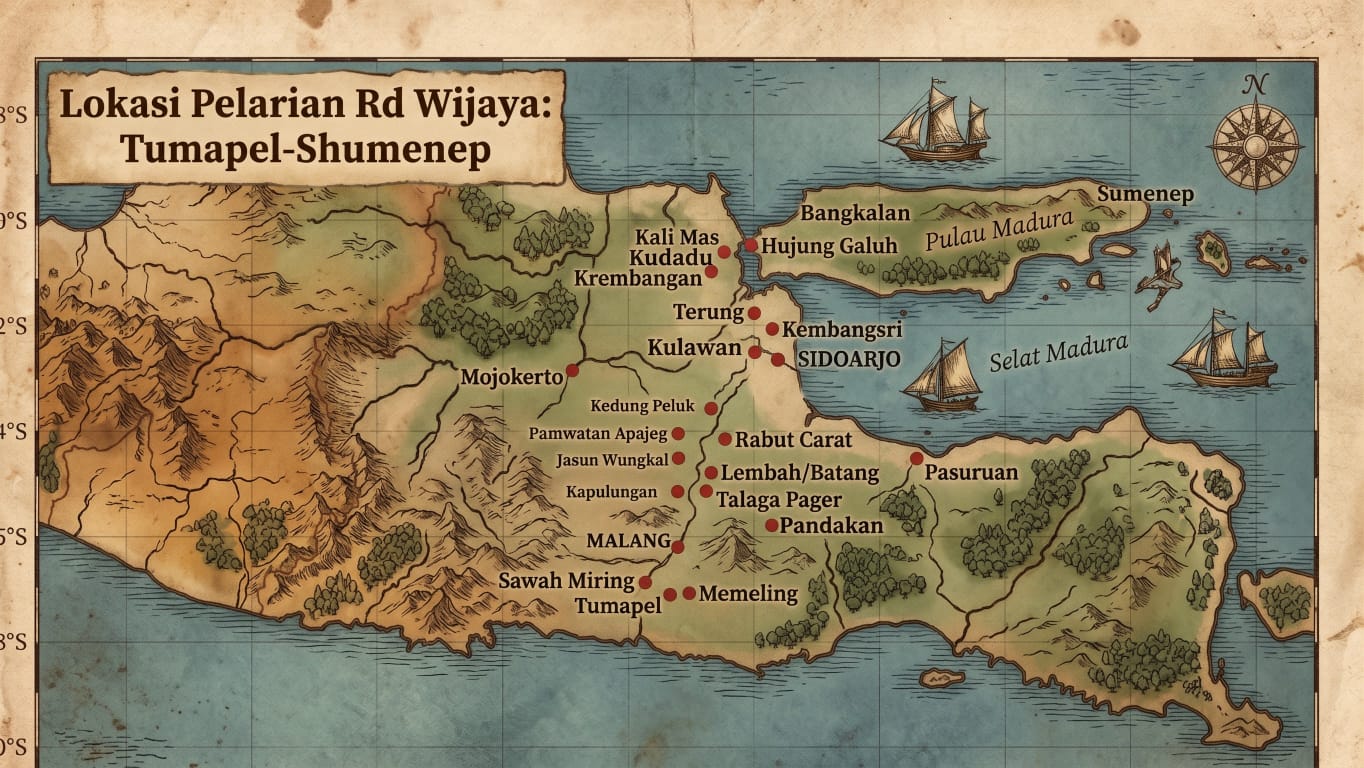 Lokasi Pelarian Rd Wijaya:
Tumapel-Shumenep
N
8°S
9°S
2°S
4°S
5°S
8°S
0°S
Sumenep
Bangkalan
Pulau Madura
Kali Mas
Hujung Galuh
Kudadu
Krembangan
Terung
Kembangsri
Kulawan
SIDOARJO
Selat Madura
Mojokerto
Kedung Peluk
Pamwatan Apajeg
Rabut Carat
Jasun Wungkal
Lembah/Batang
Pasuruan
Kapulungan
Talaga Pager
Pandakan
MALANG
Sawah Miring
Memeling
Tumapel